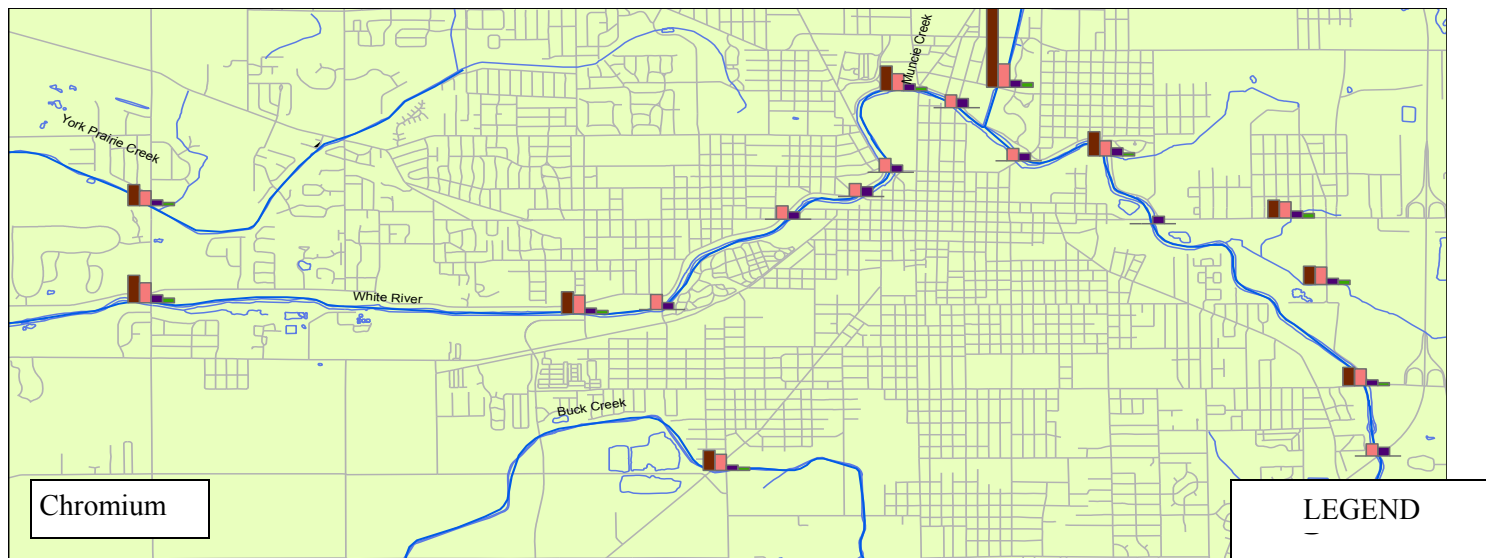 Muncie Creek
York Prairie Creek
White River
Buck Creek
Chromium
LEGEND